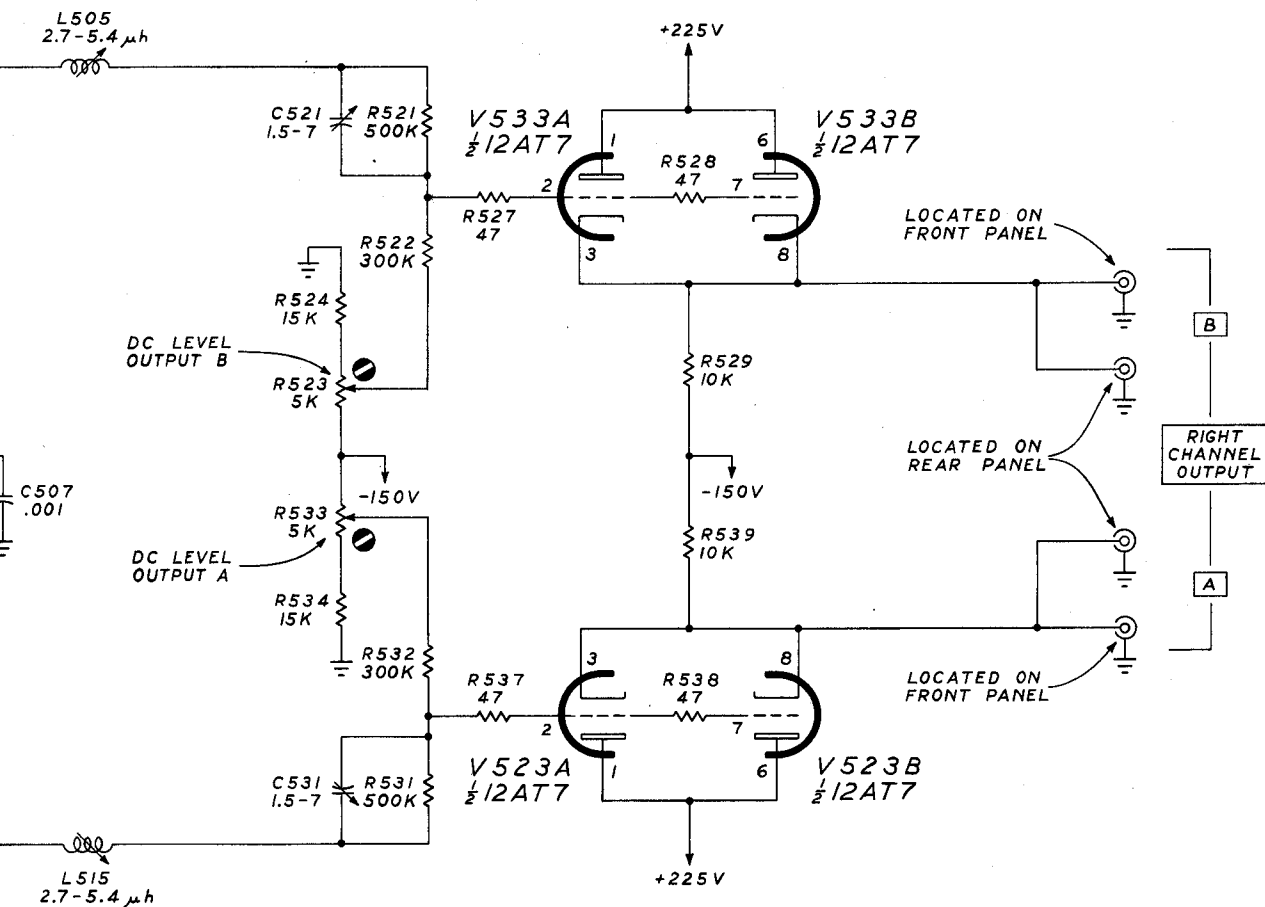 L505
2.7-5.4 μh
+225V
C521
1.5-7
R521
500K
V533A
½ 12AT7
1
6
V533B
½ 12AT7
R528
47
2
7
R527
47
3
8
LOCATED ON
FRONT PANEL
R522
300K
R524
15K
B
DC LEVEL
OUTPUT B
R523
5K
R529
10K
LOCATED ON
REAR PANEL
RIGHT
CHANNEL
OUTPUT
C507
.001
-150V
-150V
R533
5K
R539
10K
DC LEVEL
OUTPUT A
A
R534
15K
R532
300K
3
8
LOCATED ON
FRONT PANEL
R537
47
R538
47
2
7
C531
1.5-7
R531
500K
V523A
½ 12AT7
1
6
V523B
½ 12AT7
L515
2.7-5.4 μh
+225V